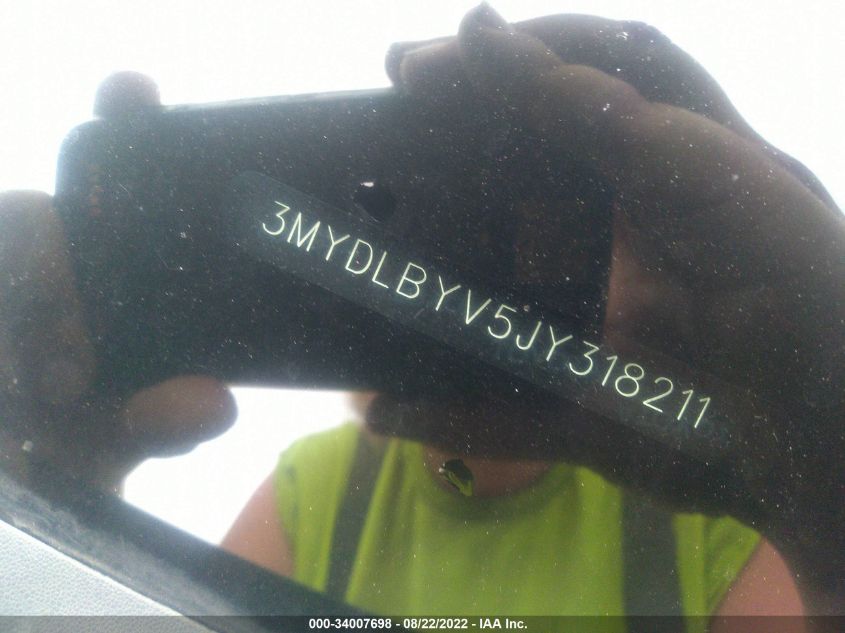 3MYDLBYV5JY318211
000-34007698 - 08/22/2022 - IAA Inc.